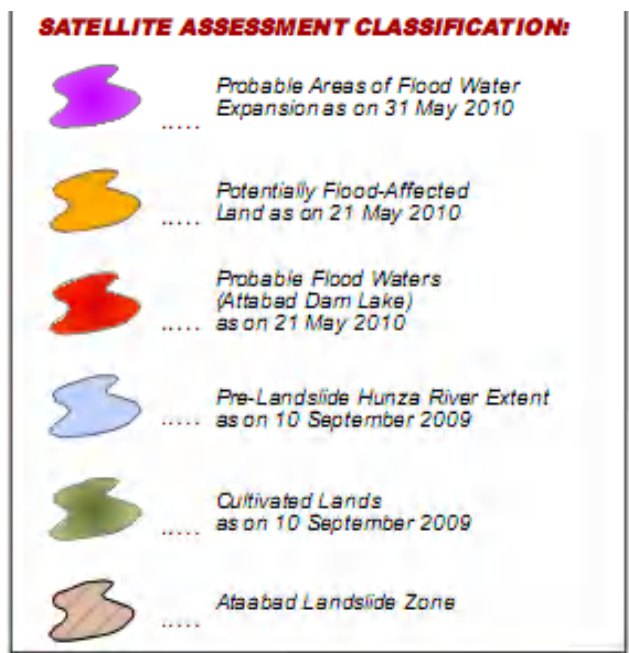 SATELLITE ASSESSMENT CLASSIFICATION:
..... Probable Areas of Flood Water
Expansion as on 31 May 2010
..... Potentially Flood-Affected
Land as on 21 May 2010
Probable Flood Waters
(Attabad Dam Lake)
..... as on 21 May 2010
Pre-Landslide Hunza River Extent
..... as on 10 September 2009
Cultivated Lands
..... as on 10 September 2009
..... Ataabad Landslide Zone